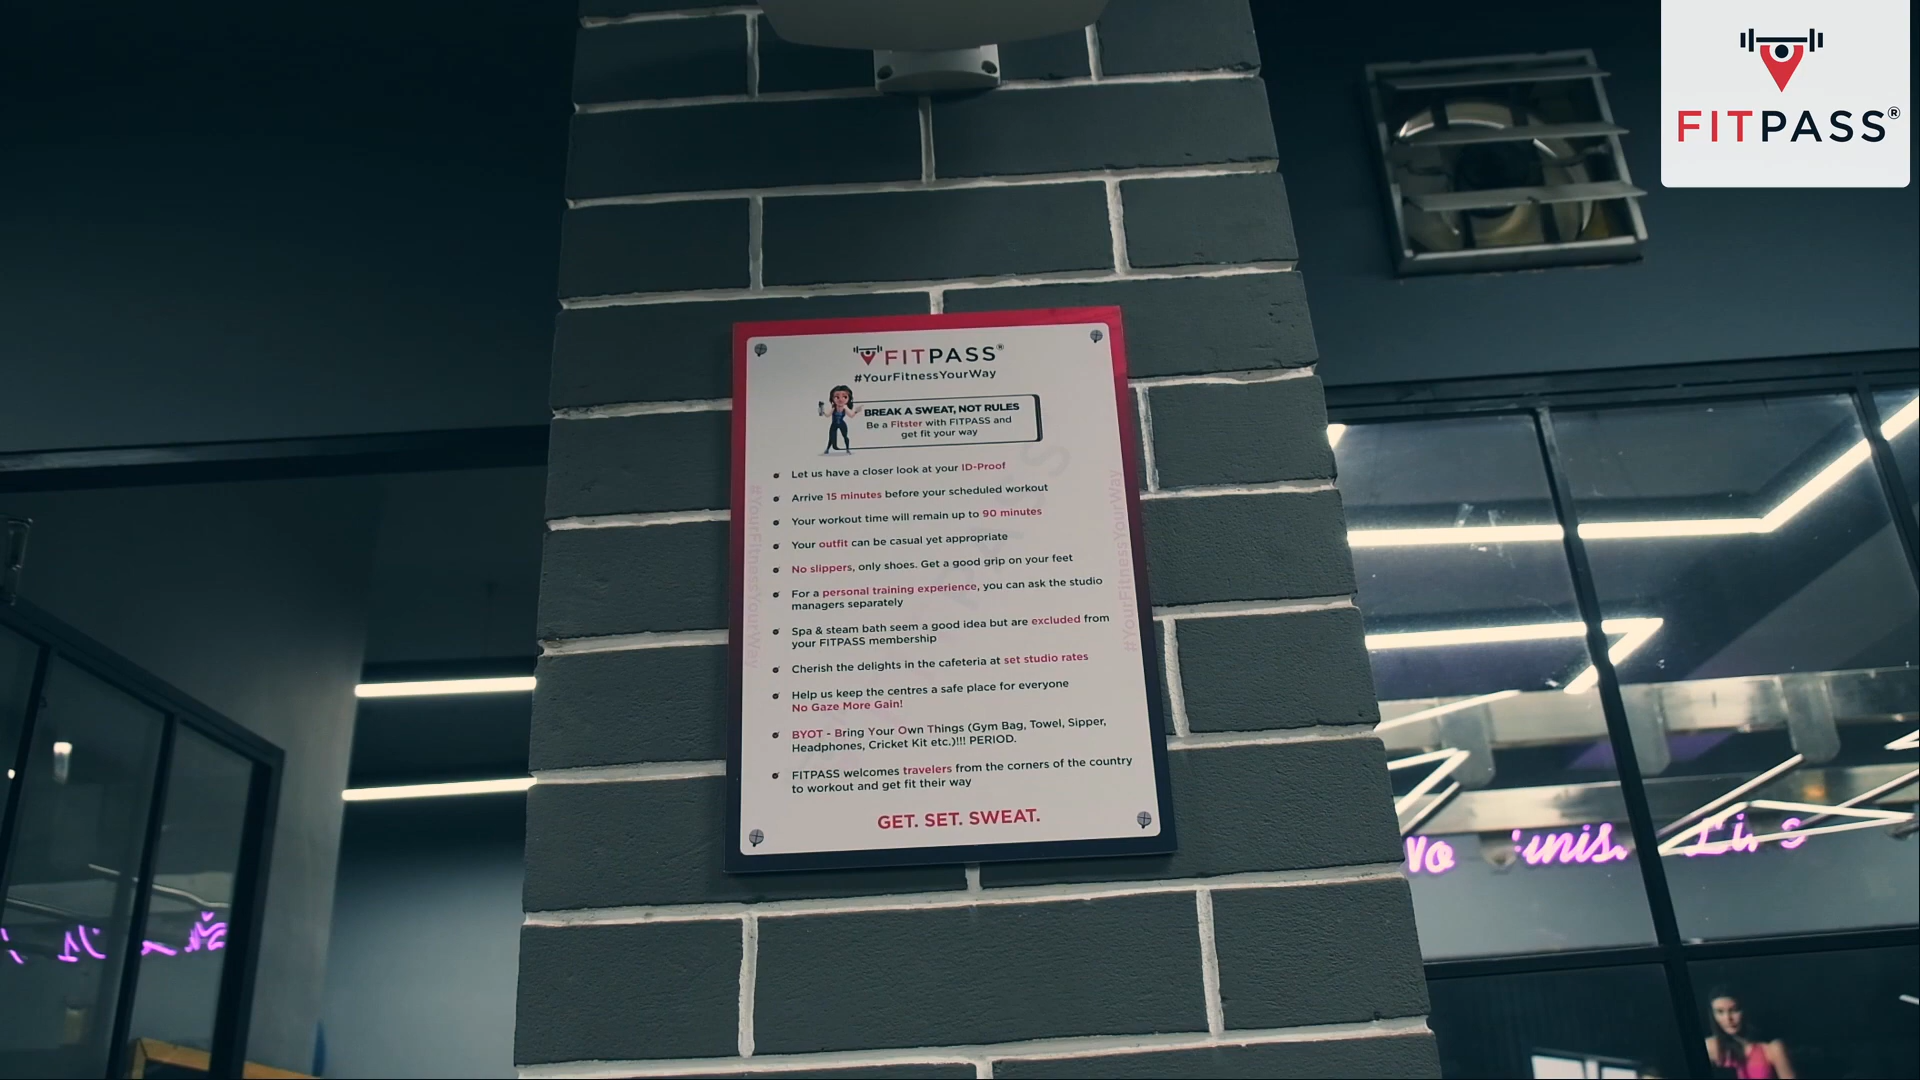 FITPASS®
FITPASS®
#YourFitnessYourWay
BREAK A SWEAT, NOT RULES
Be a Fitster with FITPASS and
get fit your way
Let us have a closer look at your ID-Proof
Arrive 15 minutes before your scheduled workout
Your workout time will remain up to 90 minutes
Your outfit can be casual yet appropriate
No slippers, only shoes. Get a good grip on your feet
For a personal training experience, you can ask the studio
managers separately
Spa & steam bath seem a good idea but are excluded from
your FITPASS membership
Cherish the delights in the cafeteria at set studio rates
Help us keep the centres a safe place for everyone
No Gaze More Gain!
BYOT - Bring Your Own Things (Gym Bag, Towel, Sipper,
Headphones, Cricket Kit etc.)!!! PERIOD.
FITPASS welcomes travelers from the corners of the country
to workout and get fit their way
GET. SET. SWEAT.
#YourFitnessYourWay
#YourFitnessYourWay
No